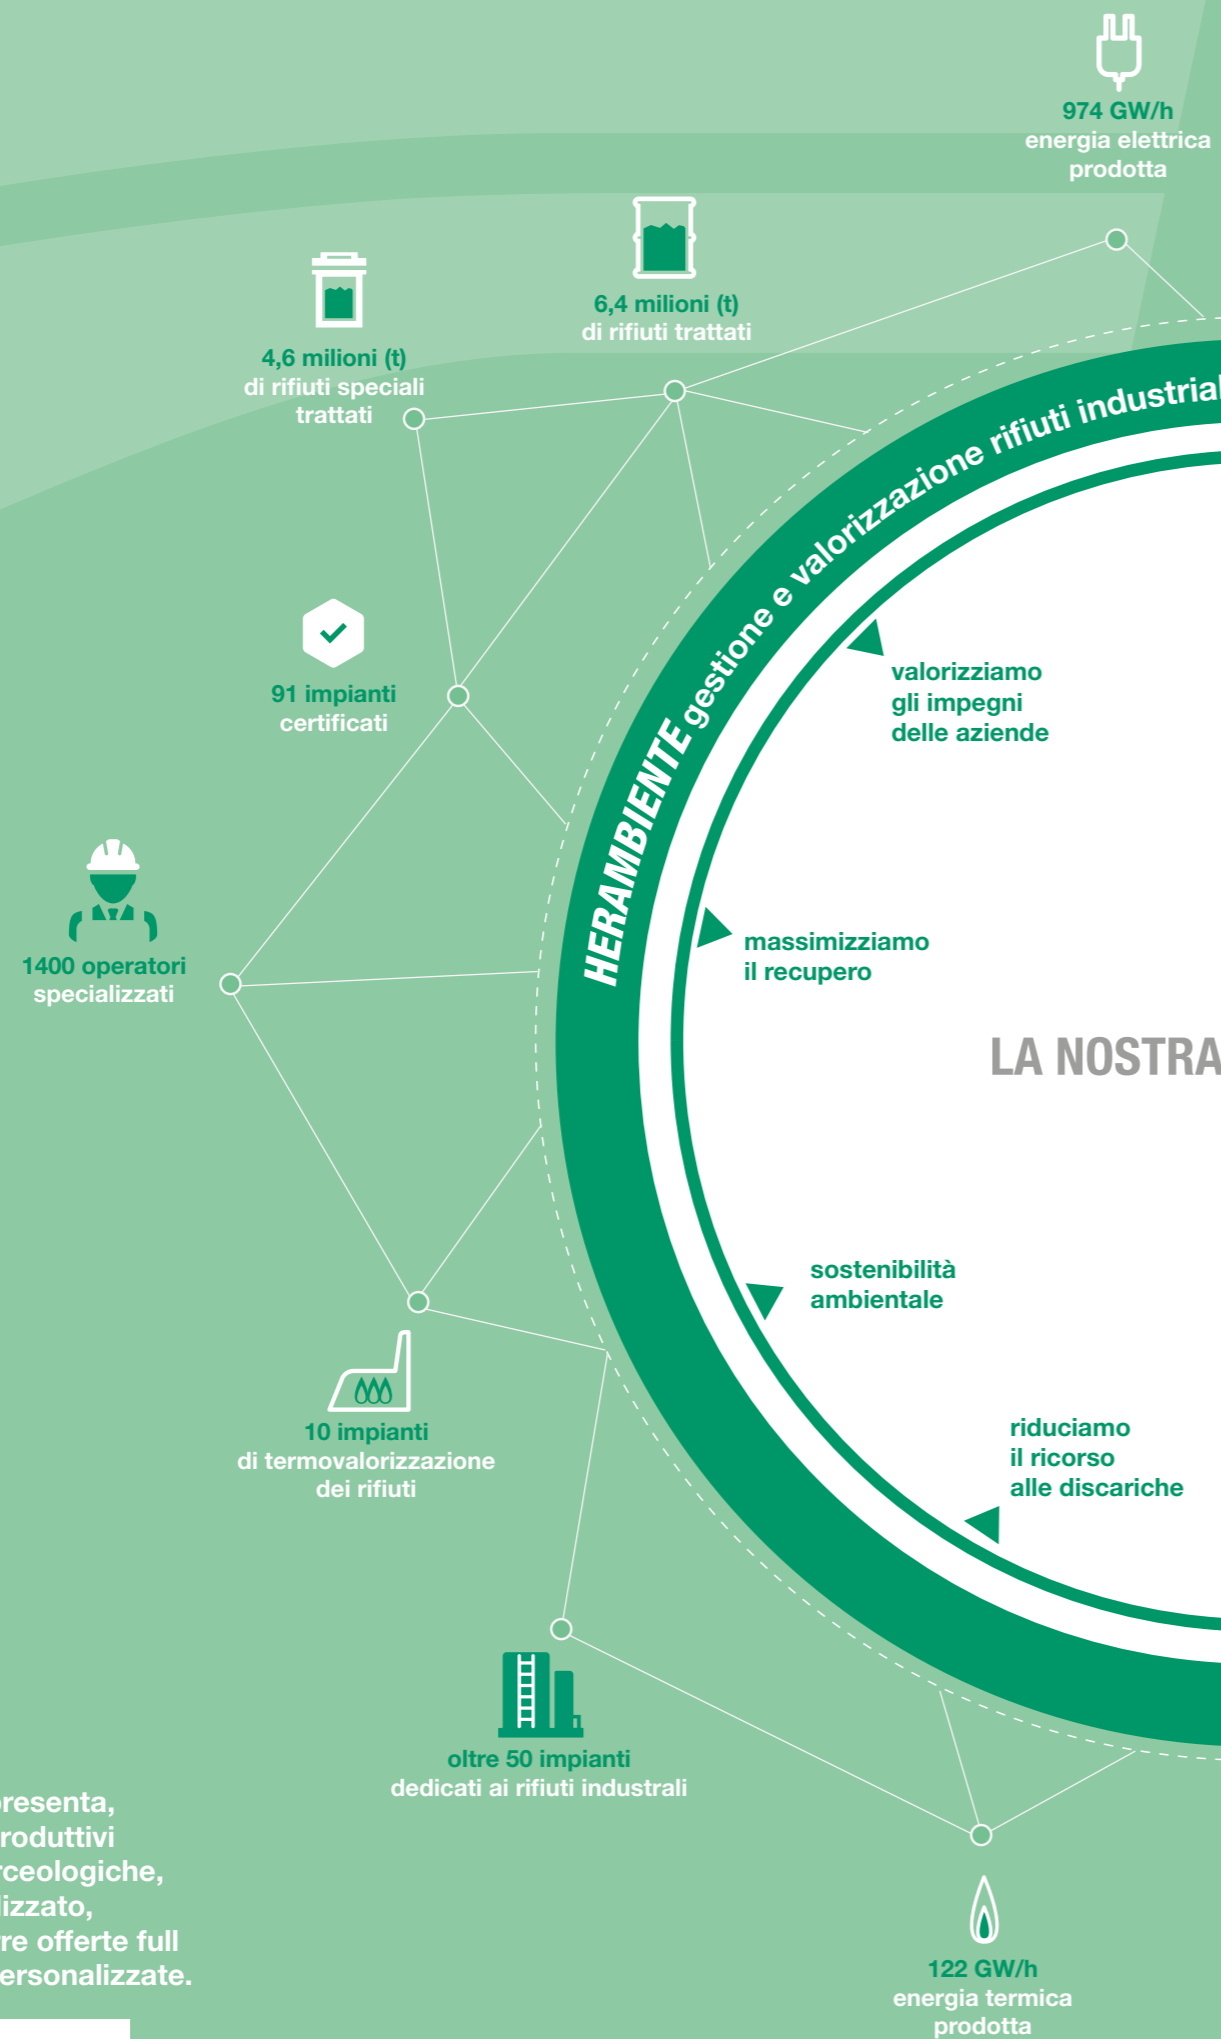 974 GW/h
energia elettrica
prodotta
6,4 milioni (t)
di rifiuti trattati
4,6 milioni (t)
di rifiuti speciali
trattati
91 impianti
certificati
1400 operatori
specializzati
HERAMBIENTE gestione e valorizzazione rifiuti industrial
valorizziamo
gli impegni
delle aziende
massimizziamo
il recupero
LA NOSTRA
sostenibilità
ambientale
riduciamo
il ricorso
alle discariche
10 impianti
di termovalorizzazione
dei rifiuti
oltre 50 impianti
dedicati ai rifiuti industrali
122 GW/h
energia termica
prodotta
presenta,
roduttivi
rceologiche,
lizzato,
rre offerte full
ersonalizzate.